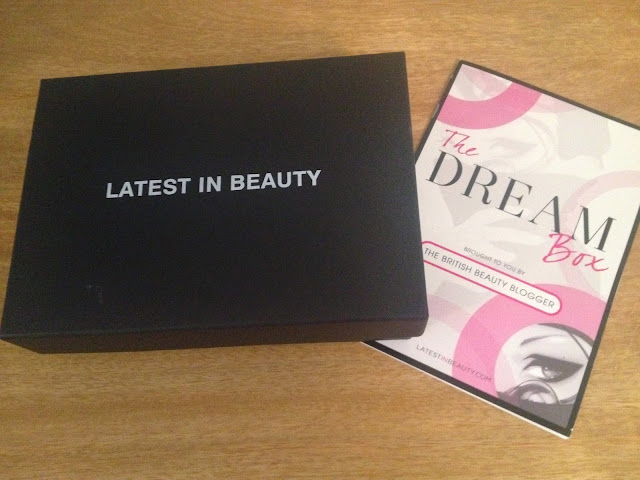 LATEST IN BEAUTY
The
DREAM
Box
BROUGHT TO YOU BY
THE BRITISH BEAUTY BLOGGER
LATESTINBEAUTY.COM